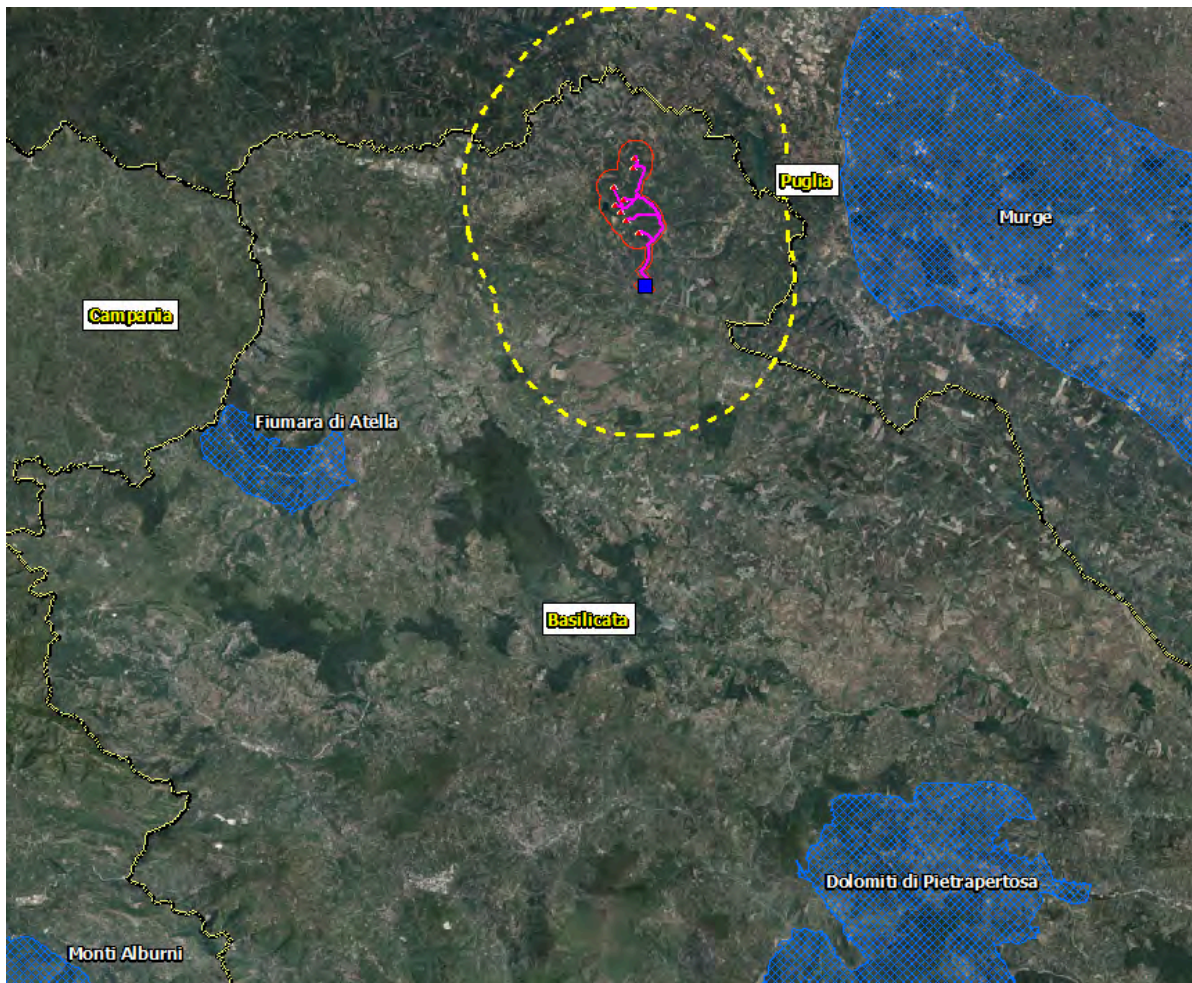 Puglia
Murge
Campania
Fiumara di Atella
Basilicata
Dolomiti di Pietrapertosa
Monti Alburni